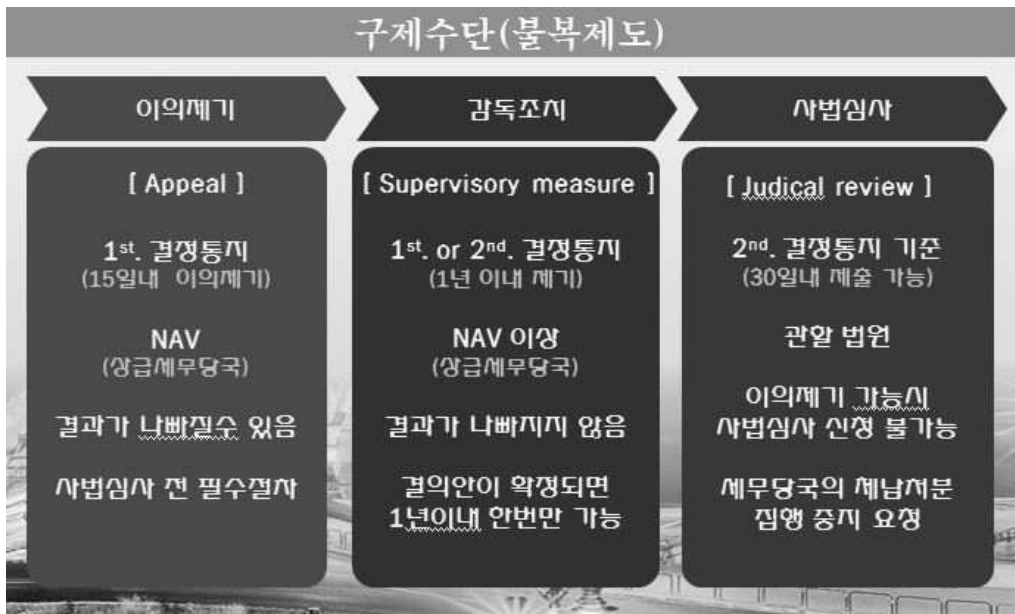 구제수단(불복제도)
이의제기
감독조치
사법심사
[ Appeal ]
1st. 결정통지
(15일내 이의제기)
NAV
(상급세무당국)
결과가 나빠질수 있음
사법심사 전 필수절차
[ Supervisory measure ]
1st. or 2nd. 결정통지
(1년 이내 제기)
NAV 이상
(상급세무당국)
결과가 나빠지지 않음
결의안이 확정되면
1년이내 한번만 가능
[ Judical review ]
2nd. 결정통지 기준
(30일내 제출 가능)
관할 법원
이의제기 가능시
사법심사 신청 불가능
세무당국의 체납처분
집행 중지 요청